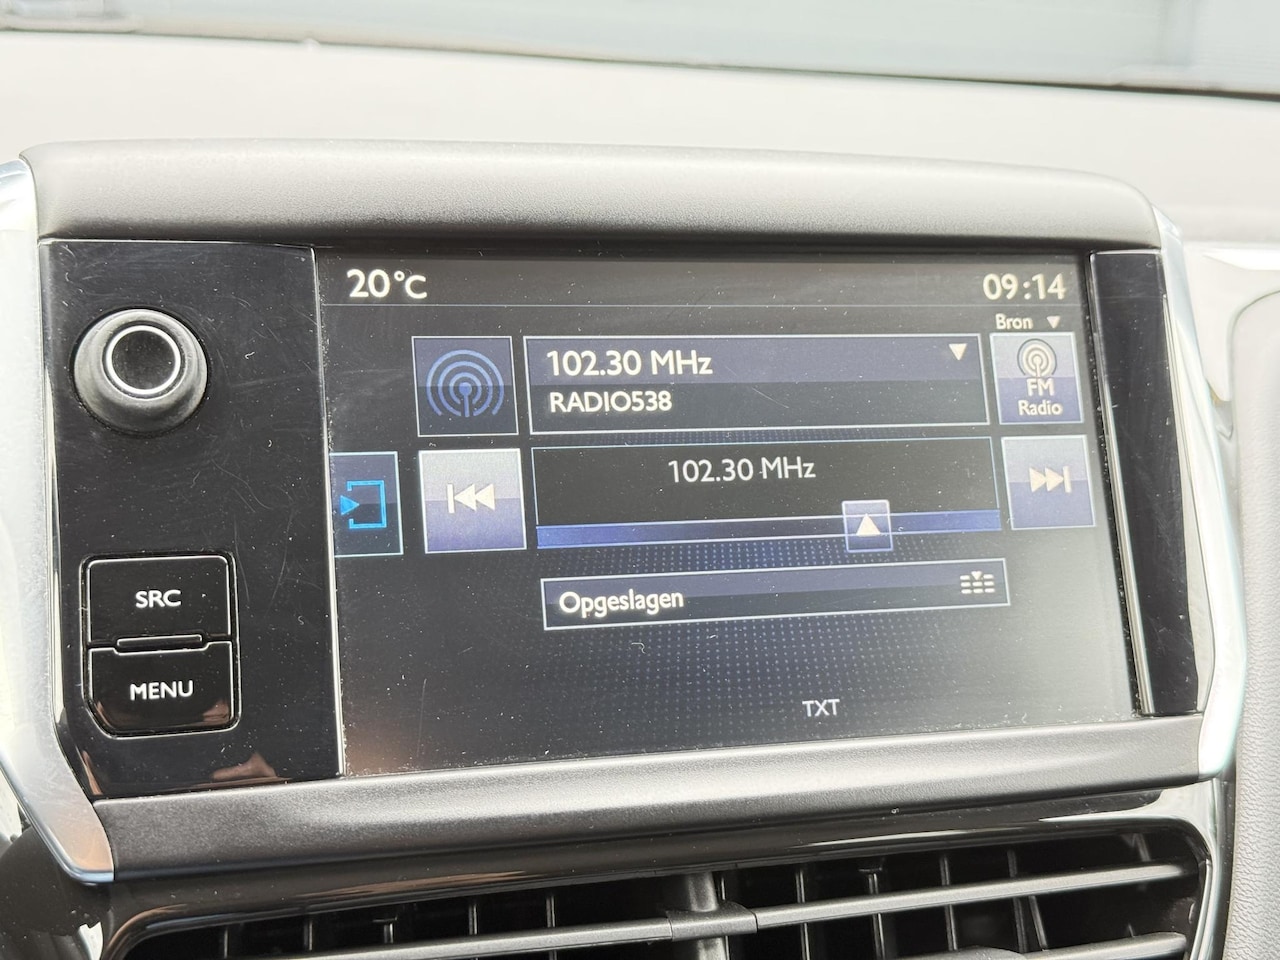 20°C
09:14
Bron
102.30 MHz
RADIO538
FM
Radio
102.30 MHz
SRC
Opgeslagen
MENU
TXT